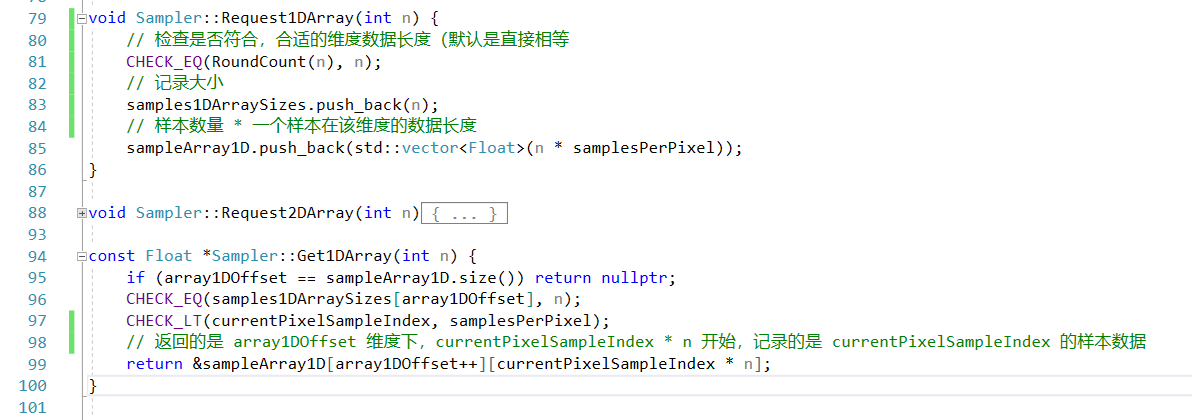 79 void Sampler::Request1DArray(int n) {
80 // 检查是否符合，合适的维度数据长度（默认是直接相等
81 CHECK_EQ(RoundCount(n), n);
82 // 记录大小
83 samples1DArraySizes.push_back(n);
84 // 样本数量 * 一个样本在该维度的数据长度
85 sampleArray1D.push_back(std::vector<Float>(n * samplesPerPixel));
86 }
87
88 void Sampler::Request2DArray(int n) { ... }
93
94 const Float *Sampler::Get1DArray(int n) {
95 if (array1DOffset == sampleArray1D.size()) return nullptr;
96 CHECK_EQ(samples1DArraySizes[array1DOffset], n);
97 CHECK_LT(currentPixelSampleIndex, samplesPerPixel);
98 // 返回的是 array1DOffset 维度下，currentPixelSampleIndex * n 开始，记录的是 currentPixelSampleIndex 的样本数据
99 return &sampleArray1D[array1DOffset++][currentPixelSampleIndex * n];
100 }
101